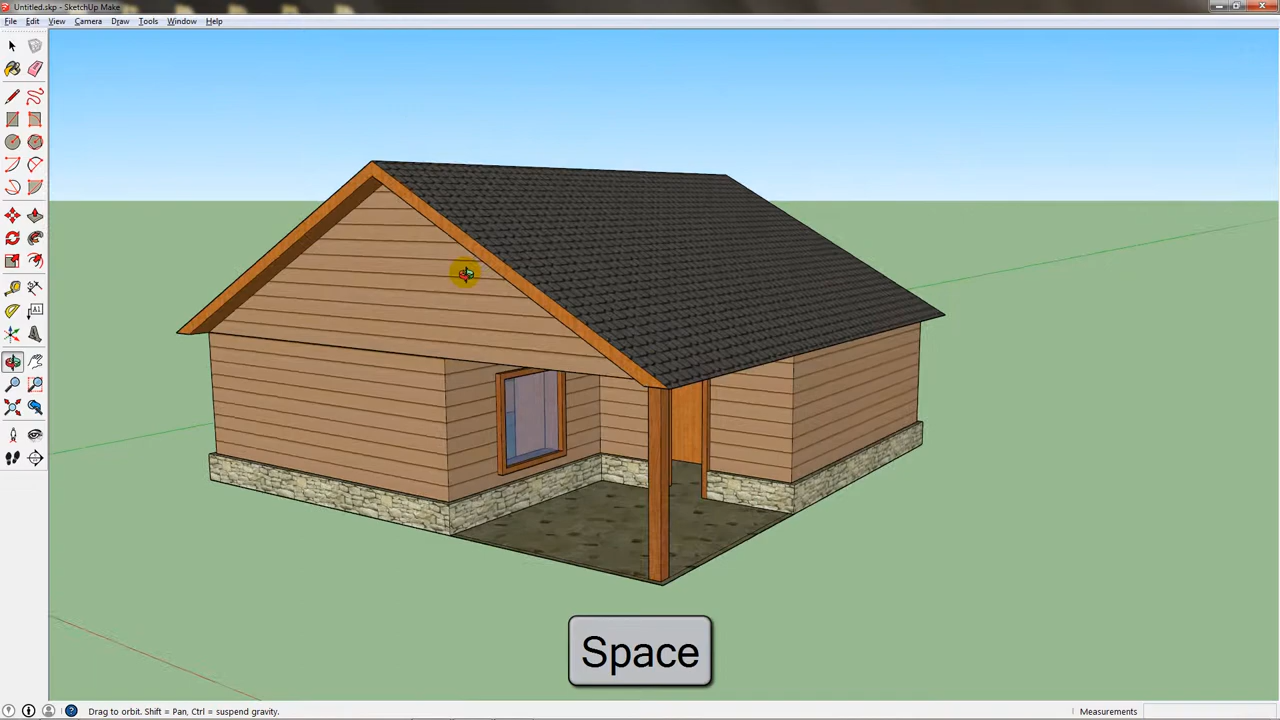 Untitled.skp - SketchUp Make
File Edit View Camera Draw Tools Window Help
A1
Space
Drag to orbit. Shift = Pan, Ctrl = suspend gravity.
Measurements